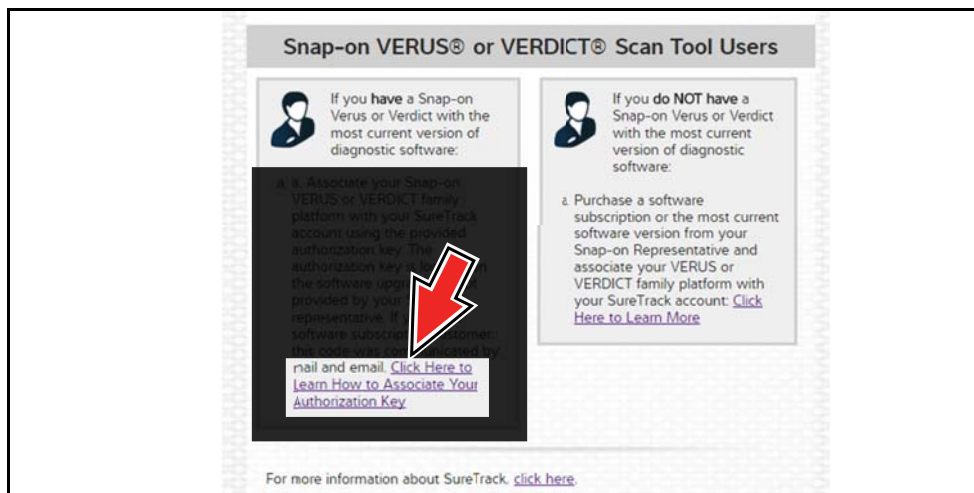 Snap-on VERUS® or VERDICT® Scan Tool Users
If you have a Snap-on
Verus or Verdict with the
most current version of
diagnostic software:
a. a. Associate your Snap-on
VERUS or VERDICT family
platform with your SureTrack
account using the provided
authorization key. The
authorization key is
the software
provided by your
representative. If
software
this code was communicated by
mail and email. Click Here to
Learn How to Associate Your
Authorization Key
If you do NOT have a
Snap-on Verus or Verdict
with the most current
version of diagnostic
software:
a. Purchase a software
subscription or the most current
software version from your
Snap-on Representative and
associate your VERUS or
VERDICT family platform with
your SureTrack account: Click
Here to Learn More
For more information about SureTrack, click here.